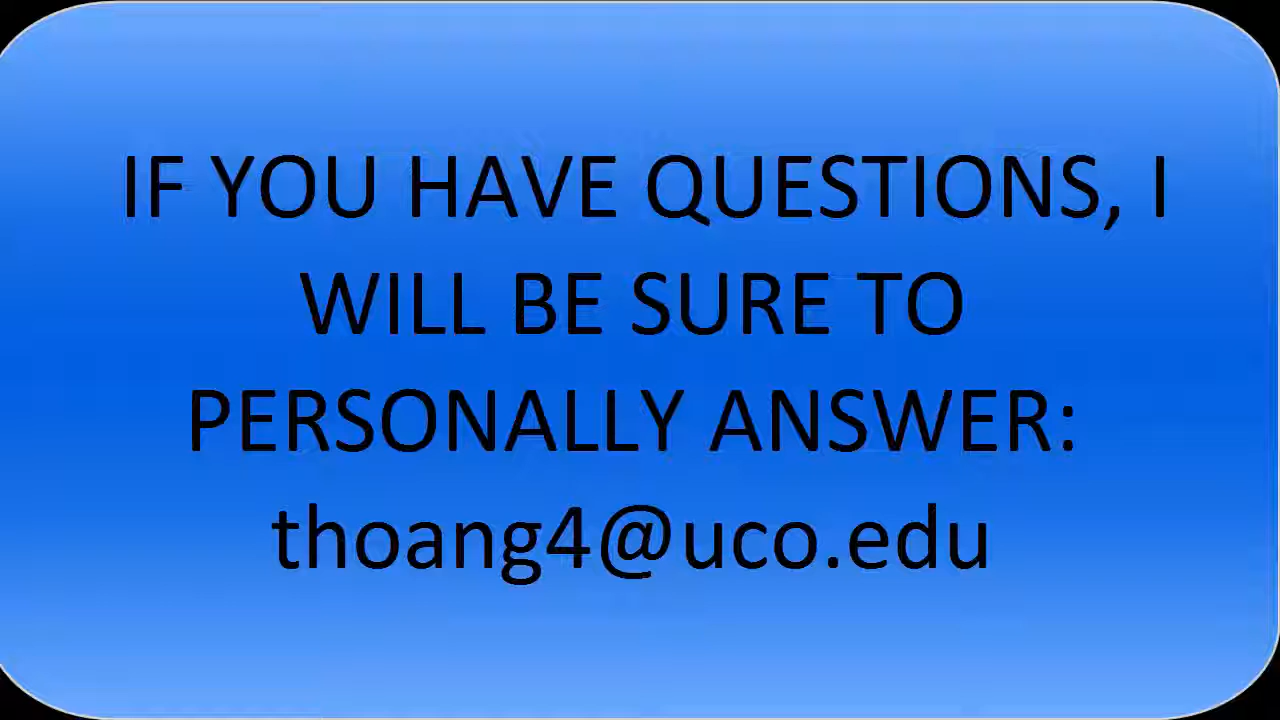 IF YOU HAVE QUESTIONS, I
WILL BE SURE TO
PERSONALLY ANSWER:
thoang4@uco.edu